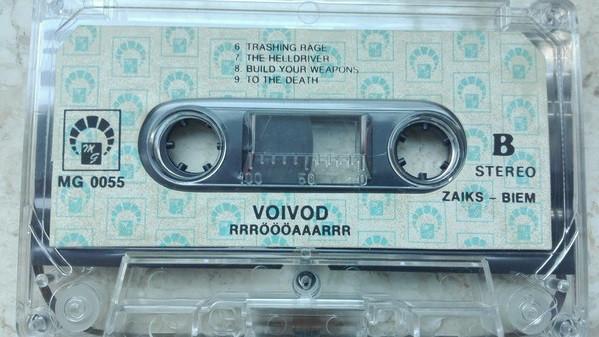 6 TRASHING RAGE
7. THE HELLDRIVER
8. BUILD YOUR WEAPONS
9. TO THE DEATH
M G
MG 0055
B
STEREO
ZAIKS - BIEM
100 50 0
VOIVOD
RRRÖÖÖAAARRR